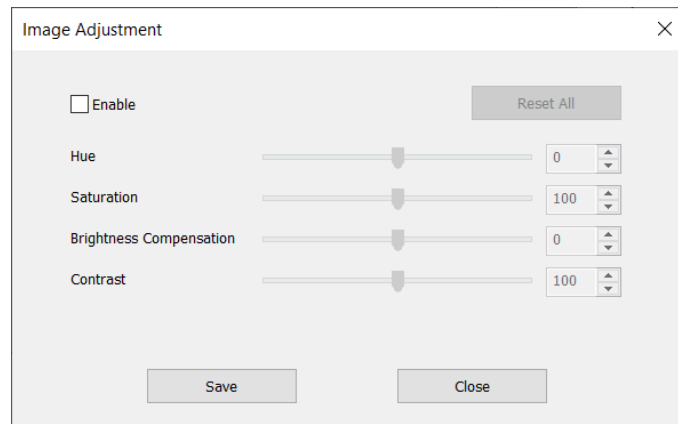 Image Adjustment
Enable
Reset All
Hue
0
Saturation
100
Brightness Compensation
0
Contrast
100
Save
Close